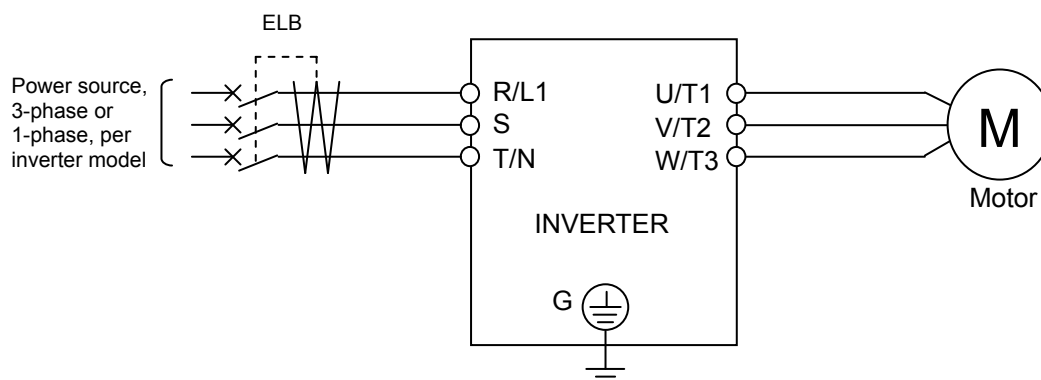 ELB
Power source,
3-phase or
1-phase, per
inverter model
R/L1
S
T/N
U/T1
V/T2
W/T3
INVERTER
G
M
Motor